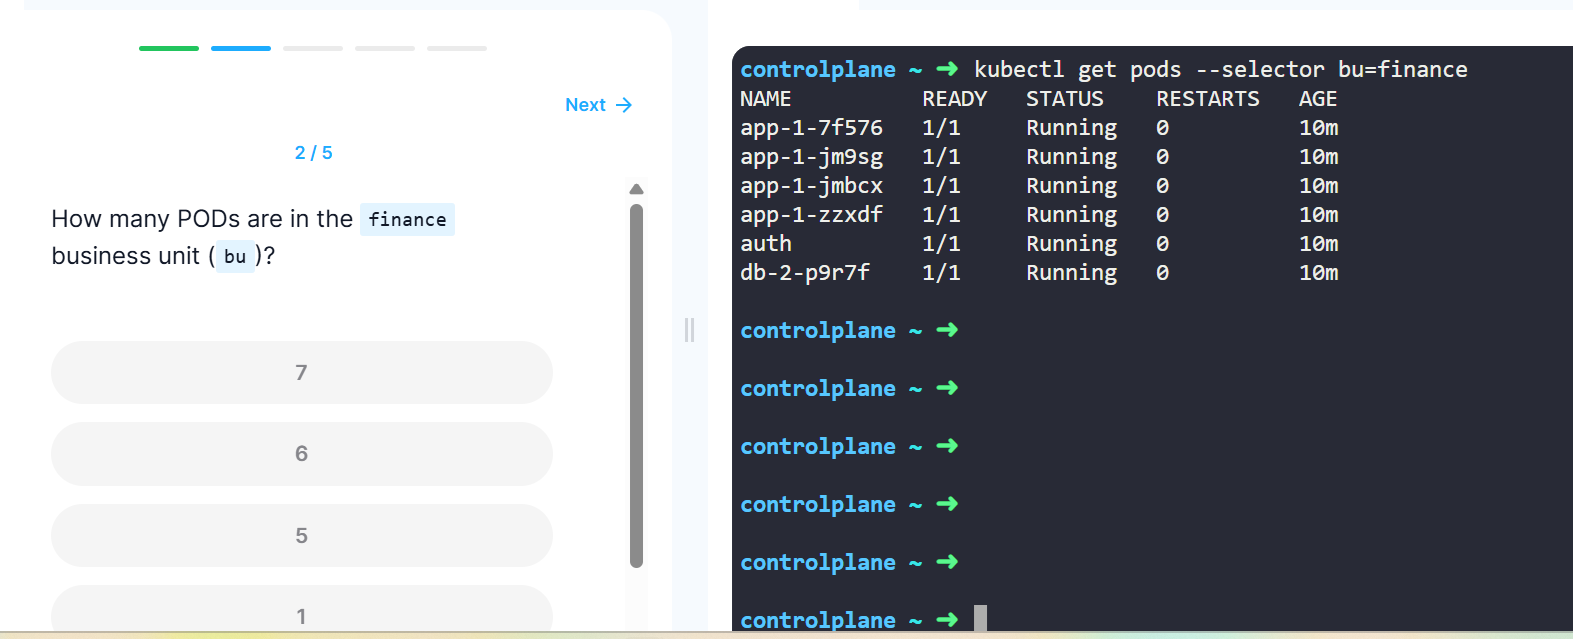 Next →
2 / 5
How many PODs are in the finance
business unit (bu)?
7
6
5
1
controlplane ~ ➜ kubectl get pods --selector bu=finance
NAME READY STATUS RESTARTS AGE
app-1-7f576 1/1 Running 0 10m
app-1-jm9sg 1/1 Running 0 10m
app-1-jmbcx 1/1 Running 0 10m
app-1-zzxdf 1/1 Running 0 10m
auth 1/1 Running 0 10m
db-2-p9r7f 1/1 Running 0 10m
controlplane ~ ➜
controlplane ~ ➜
controlplane ~ ➜
controlplane ~ ➜
controlplane ~ ➜
controlplane ~ ➜